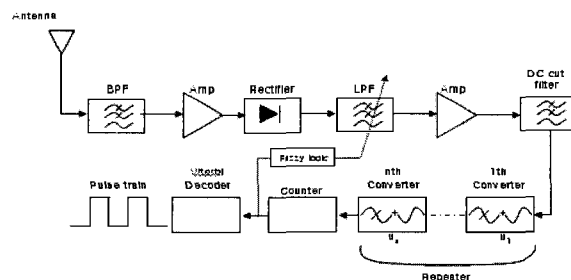 Antenna
BPF
Amp
Rectifier
LPF
Amp
DC cut
filter
Fuzzy logic
Pulse train
Viterbi
Decoder
Counter
nth
Converter
1th
Converter
Repeater